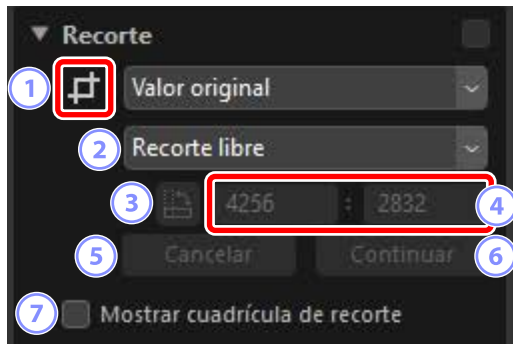 Recorte
1 Valor original
2 Recorte libre
3 4256 : 2832 4
5 Cancelar Continuar 6
7 Mostrar cuadrícula de recorte